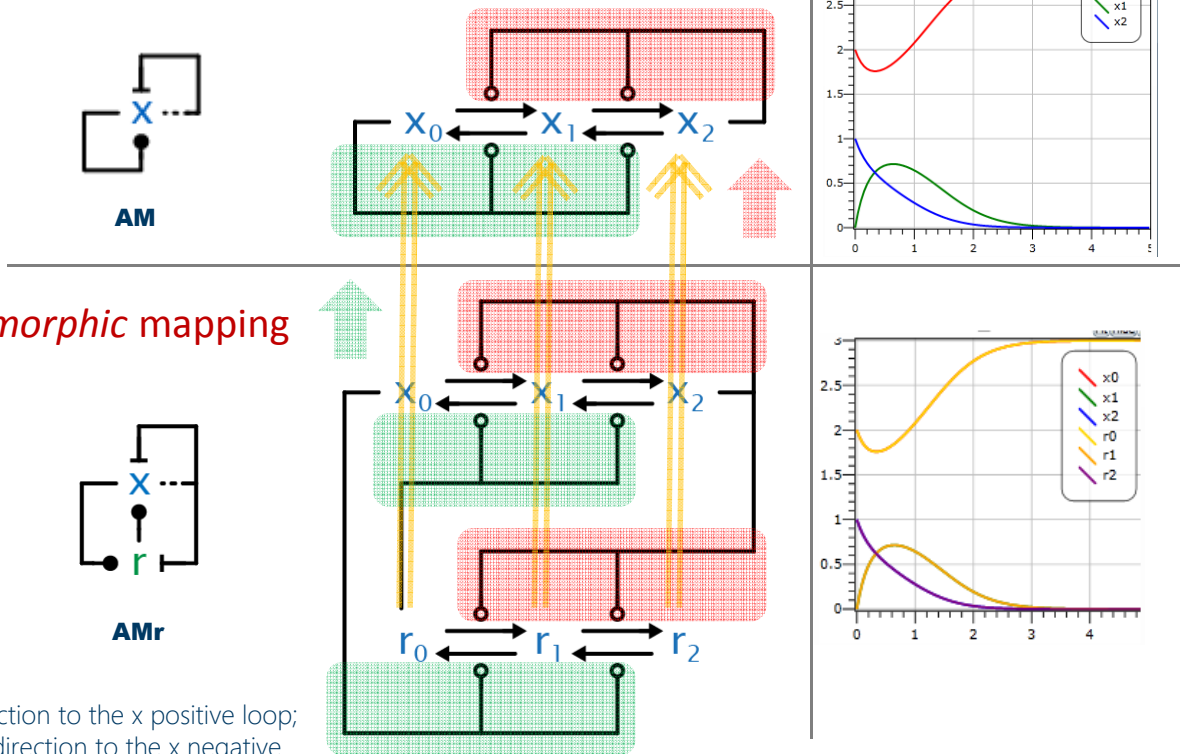 2.5
x1
x2
2
1.5
1
0.5
0
0 1 2 3 4
x
AM
x₀ x₁ x₂
morphic mapping
x₀ x₁ x₂
x
r
AMr
r₀ r₁ r₂
3
2.5
2
1.5
1
0.5
0
0 1 2 3 4
x0
x1
x2
r0
r1
r2
ction to the x positive loop;
direction to the x negative